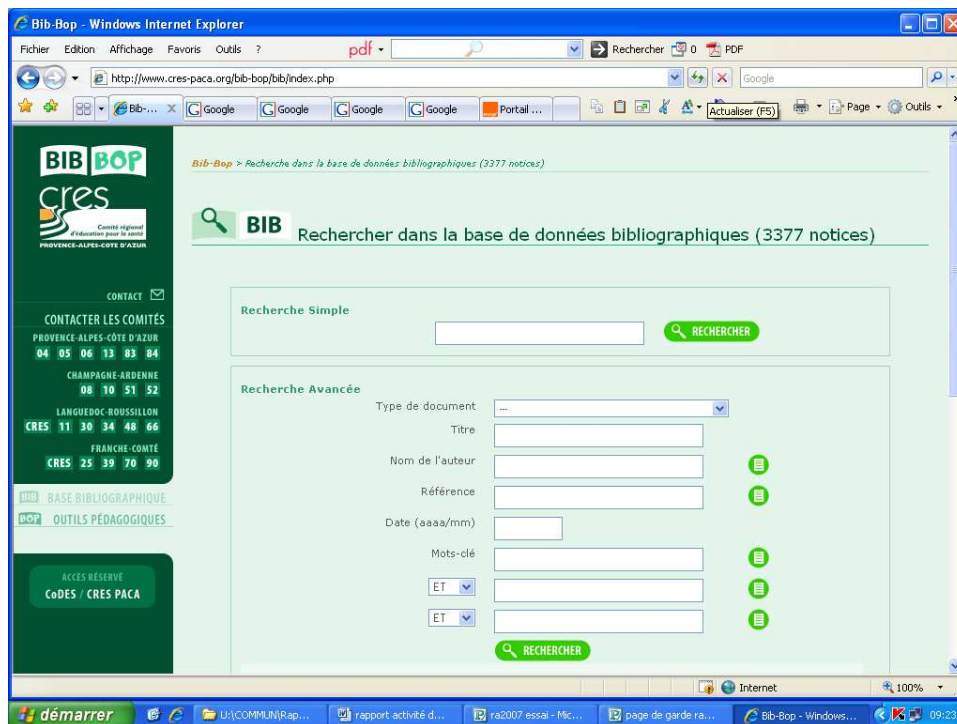 Bib-Bop - Windows Internet Explorer
Fichier Edition Affichage Favoris Outils ?
pdf
Rechercher 0 PDF
http://www.cres-paca.org/bib-bop/bib/index.php
Google
Bib-... Google Google Google Google Portail ...
Page Outils
Actualiser (F5)
BIB BOP
cres
Comité régional
d'éducation pour la santé
PROVENCE-ALPES-COTE D'AZUR
Bib-Bop > Recherche dans la base de données bibliographiques (3377 notices)
BIB Rechercher dans la base de données bibliographiques (3377 notices)
CONTACT
CONTACTER LES COMITÉS
PROVENCE-ALPES-CÔTE D'AZUR
04 05 06 13 83 84
CHAMPAGNE-ARDENNE
08 10 51 52
LANGUEDOC-ROUSSILLON
CRES 11 30 34 48 66
FRANCHE-COMTÉ
CRES 25 39 70 90
BIB BASE BIBLIOGRAPHIQUE
BOP OUTILS PÉDAGOGIQUES
ACCÈS RÉSERVÉ
CoDES / CRES PACA
Recherche Simple
RECHERCHER
Recherche Avancée
Type de document ...
Titre
Nom de l'auteur
Référence
Date (aaaa/mm)
Mots-clé
ET
ET
RECHERCHER
Internet 100%
démarrer U:\COMMUN\Rap... rapport activité d... ra2007 essai - Mic... page de garde ra... Bib-Bop - Windows... 09:23